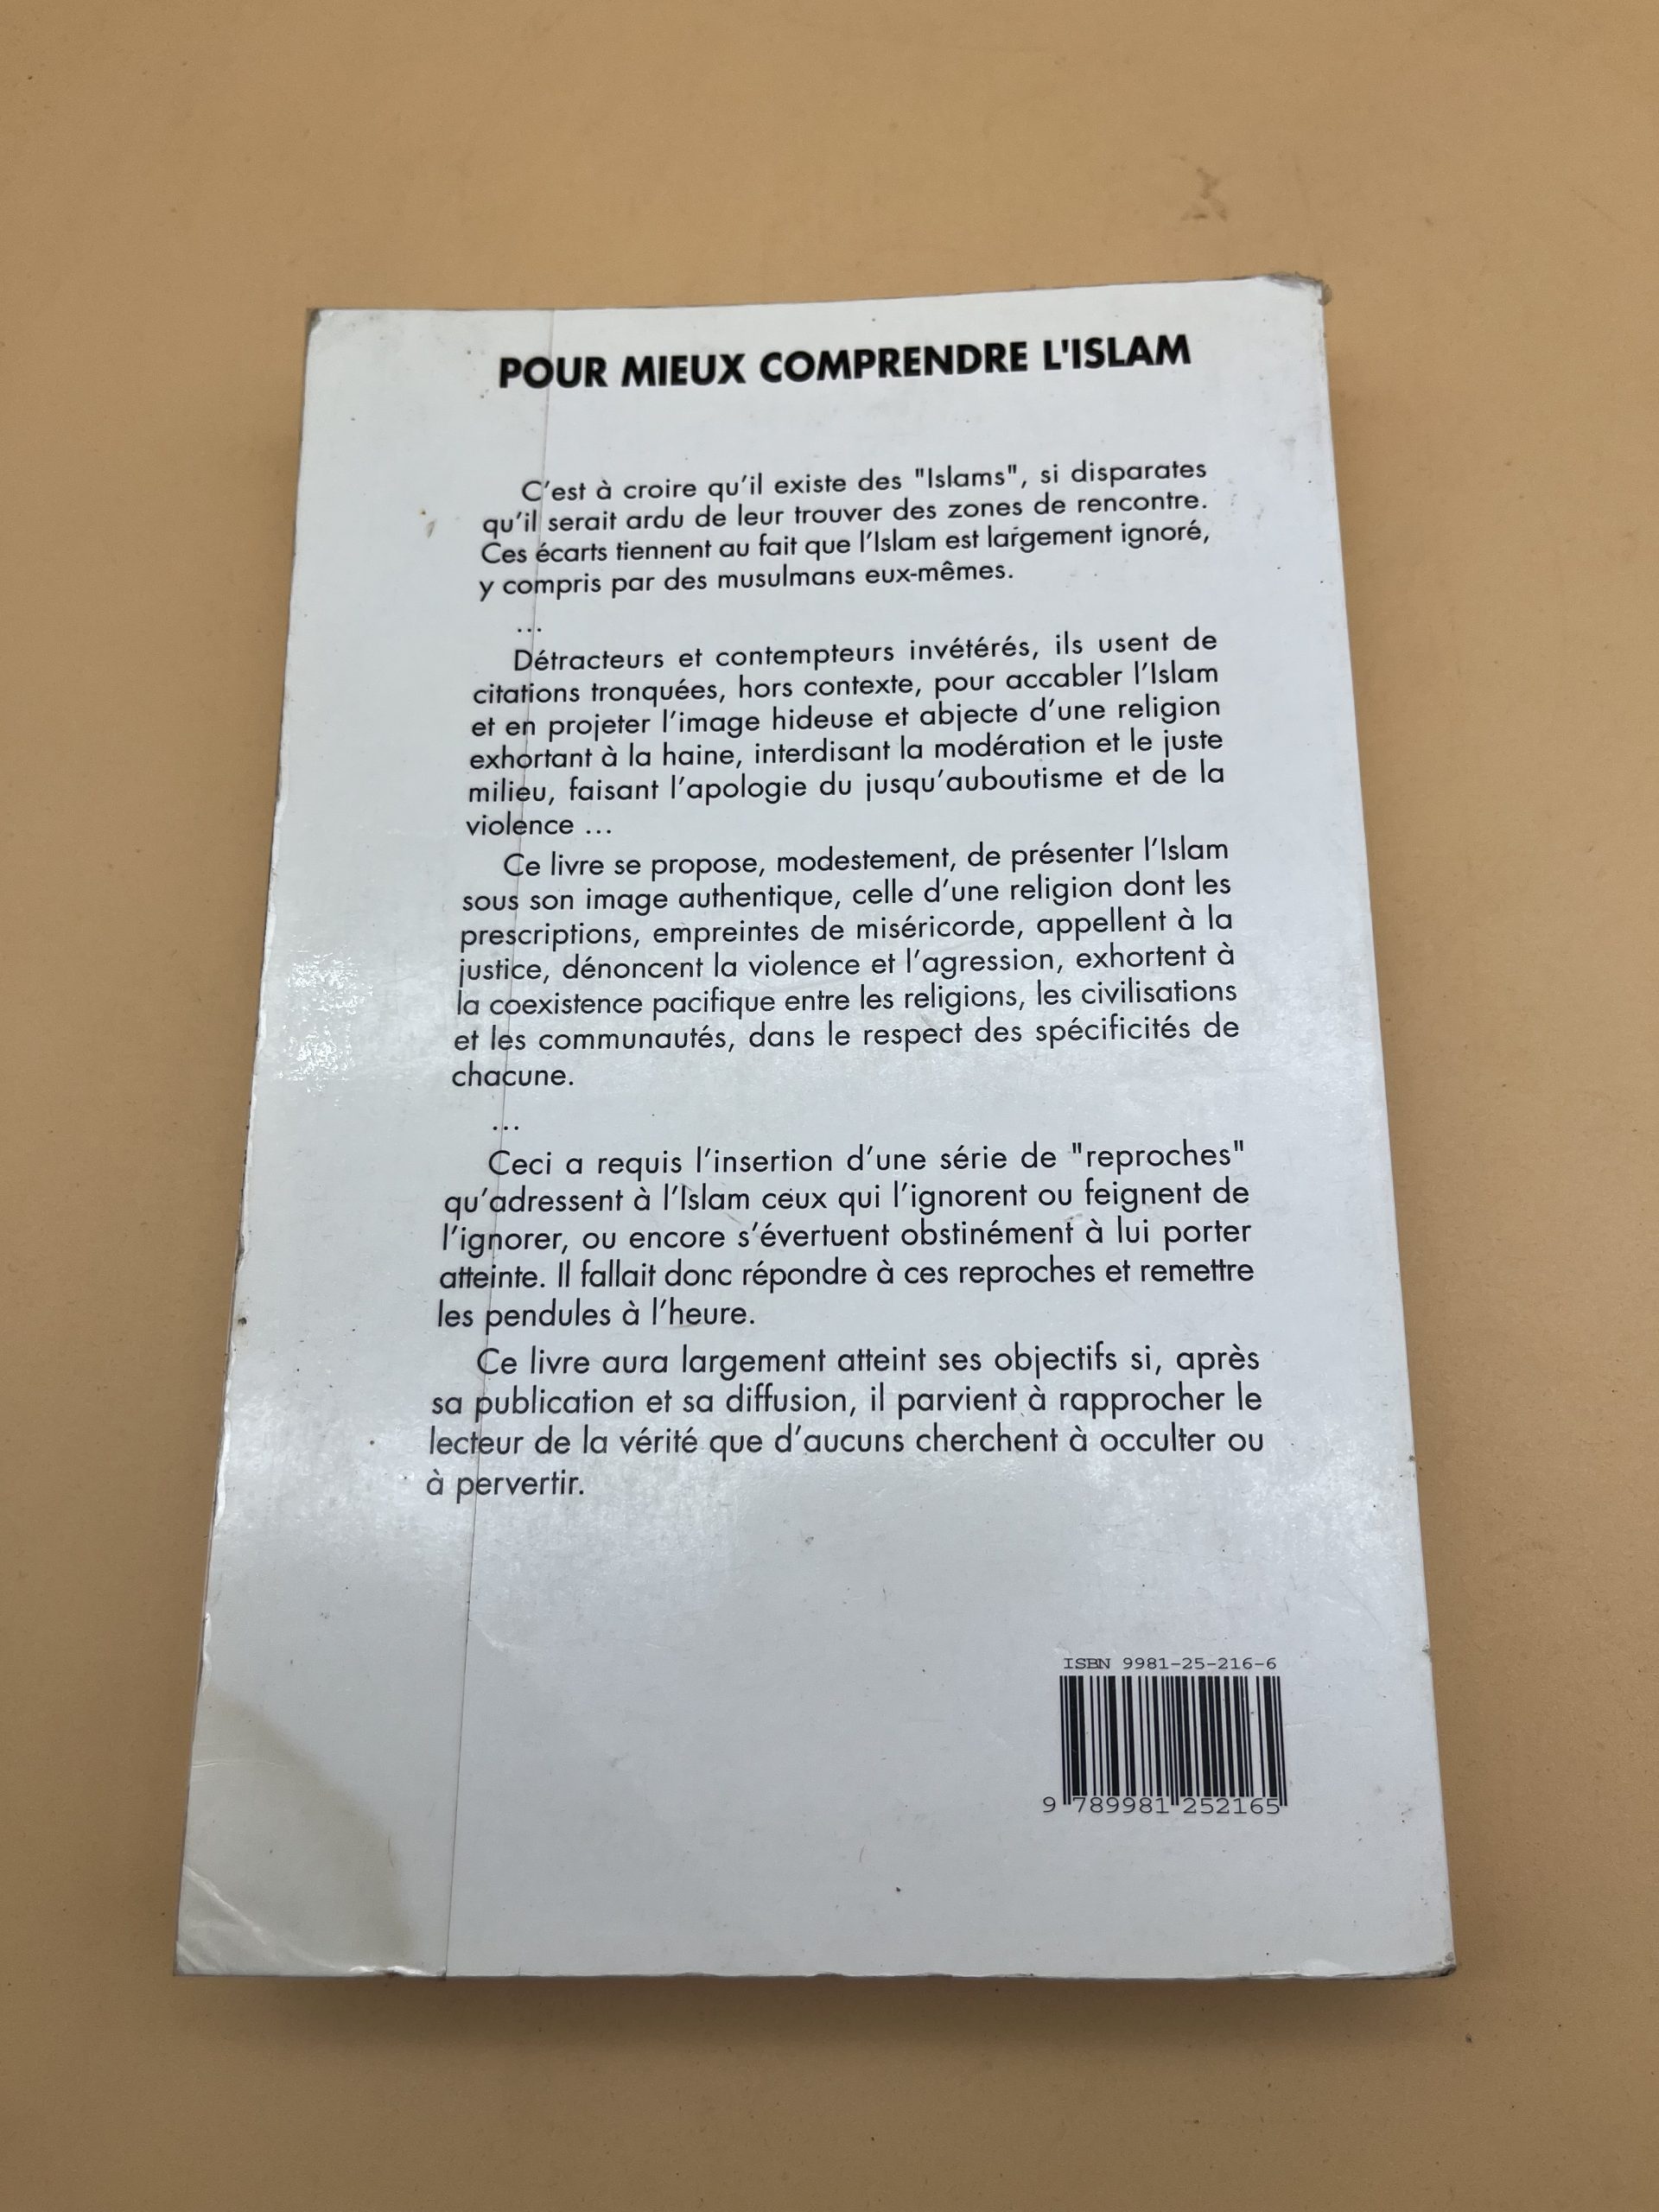 POUR MIEUX COMPRENDRE L'ISLAM
C'est à croire qu'il existe des "Islams", si disparates
qu'il serait ardu de leur trouver des zones de rencontre.
Ces écarts tiennent au fait que l'Islam est largement ignoré,
y compris par des musulmans eux-mêmes.
...
Détracteurs et contempteurs invétérés, ils usent de
citations tronquées, hors contexte, pour accabler l'Islam
et en projeter l'image hideuse et abjecte d'une religion
exhortant à la haine, interdisant la modération et le juste
milieu, faisant l'apologie du jusqu'auboutisme et de la
violence ...
Ce livre se propose, modestement, de présenter l'Islam
sous son image authentique, celle d'une religion dont les
prescriptions, empreintes de miséricorde, appellent à la
justice, dénoncent la violence et l'agression, exhortent à
la coexistence pacifique entre les religions, les civilisations
et les communautés, dans le respect des spécificités de
chacune.
...
Ceci a requis l'insertion d'une série de "reproches"
qu'adressent à l'Islam ceux qui l'ignorent ou feignent de
l'ignorer, ou encore s'évertuent obstinément à lui porter
atteinte. Il fallait donc répondre à ces reproches et remettre
les pendules à l'heure.
Ce livre aura largement atteint ses objectifs si, après
sa publication et sa diffusion, il parvient à rapprocher le
lecteur de la vérité que d'aucuns cherchent à occulter ou
à pervertir.
ISBN 9981-25-216-6
9 789981 252165